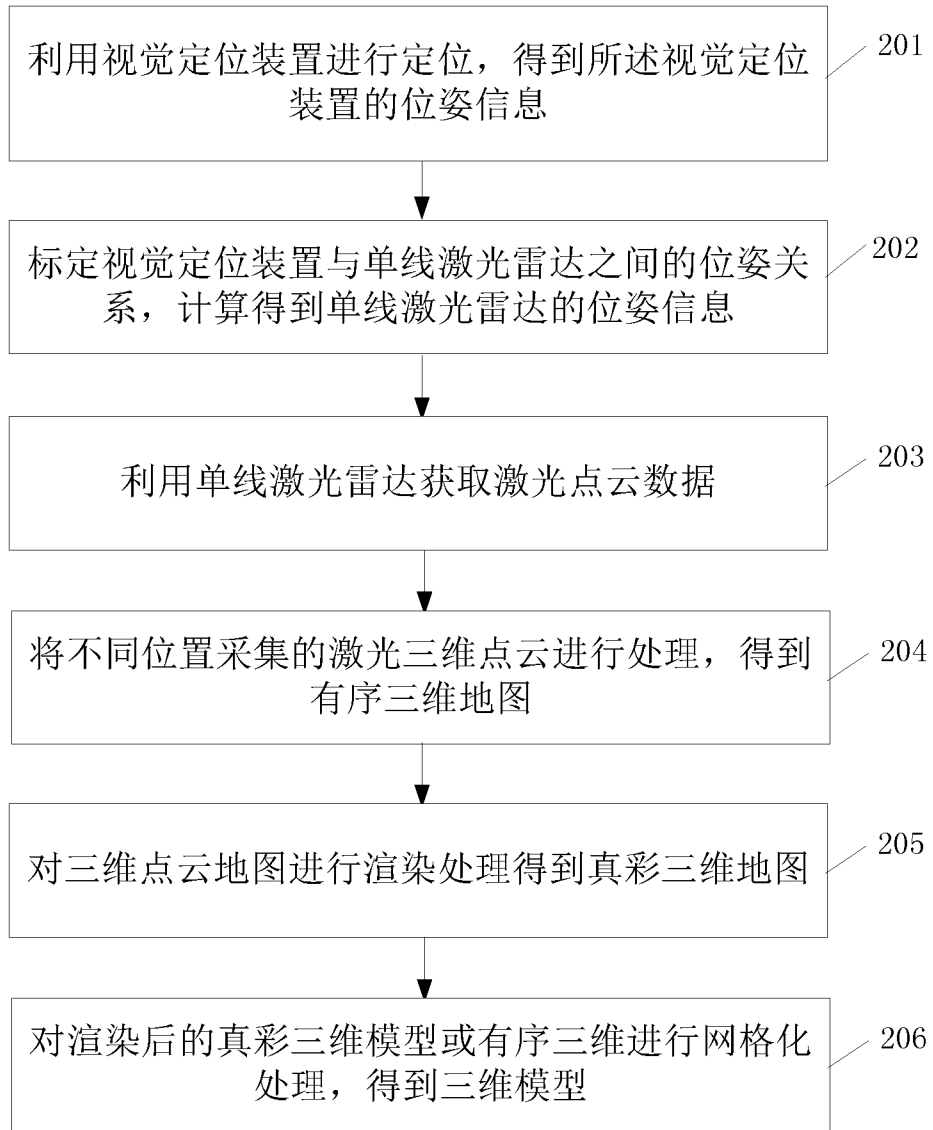 利用视觉定位装置进行定位，得到所述视觉定位
装置的位姿信息
201
标定视觉定位装置与单线激光雷达之间的位姿关
系，计算得到单线激光雷达的位姿信息
202
利用单线激光雷达获取激光点云数据
203
将不同位置采集的激光三维点云进行处理，得到
有序三维地图
204
对三维点云地图进行渲染处理得到真彩三维地图
205
对渲染后的真彩三维模型或有序三维进行网格化
处理，得到三维模型
206